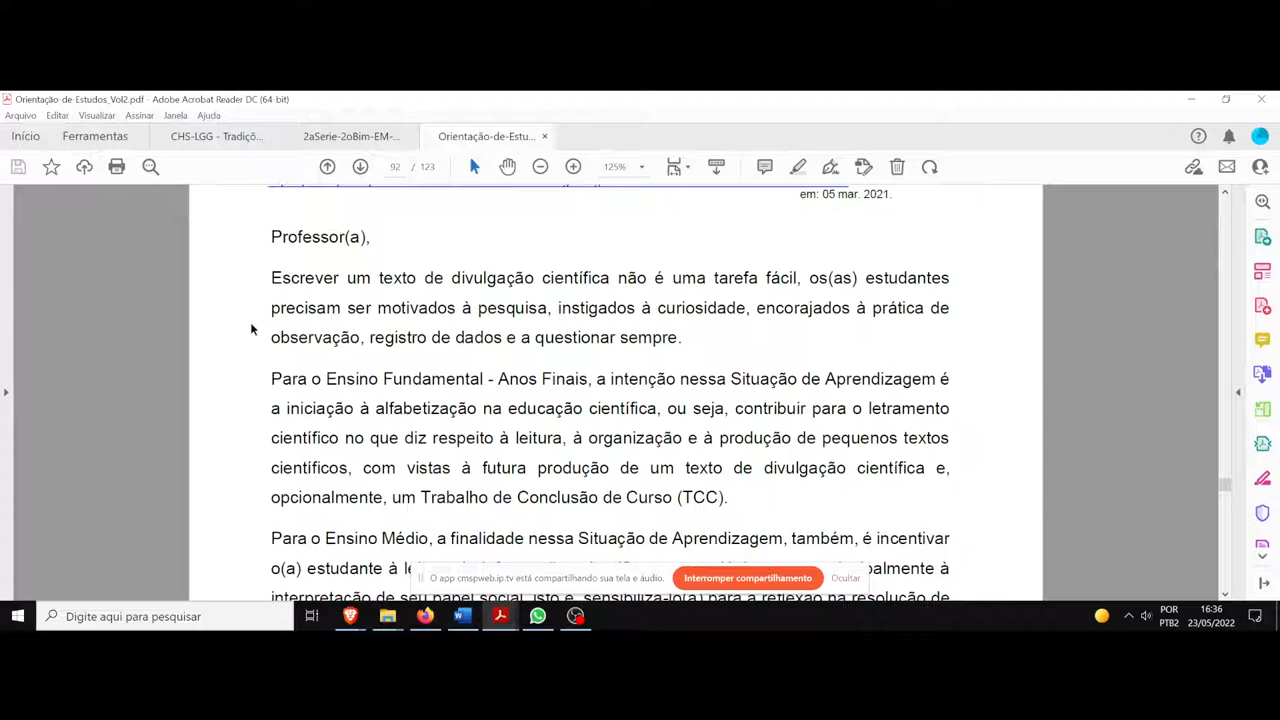 Orientação-de-Estudos_Vol2.pdf - Adobe Acrobat Reader DC (64-bit)
Arquivo Editar Visualizar Assinar Janela Ajuda
Início Ferramentas CHS-LGG - Tradiçõ... 2aSerie-2oBim-EM-... Orientação-de-Estu... ×
92 / 123 125%
em: 05 mar. 2021.
Professor(a),
Escrever um texto de divulgação científica não é uma tarefa fácil, os(as) estudantes
precisam ser motivados à pesquisa, instigados à curiosidade, encorajados à prática de
observação, registro de dados e a questionar sempre.
Para o Ensino Fundamental - Anos Finais, a intenção nessa Situação de Aprendizagem é
a iniciação à alfabetização na educação científica, ou seja, contribuir para o letramento
científico no que diz respeito à leitura, à organização e à produção de pequenos textos
científicos, com vistas à futura produção de um texto de divulgação científica e,
opcionalmente, um Trabalho de Conclusão de Curso (TCC).
Para o Ensino Médio, a finalidade nessa Situação de Aprendizagem, também, é incentivar
o(a) estudante à
O app cmspweb.ip.tv está compartilhando sua tela e áudio. Interromper compartilhamento Ocultar
interpretação de seu papel social, isto é, sensibilizá-lo(a) para a reflexão na resolução de
Digite aqui para pesquisar
POR 16:36
PTB2 23/05/2022